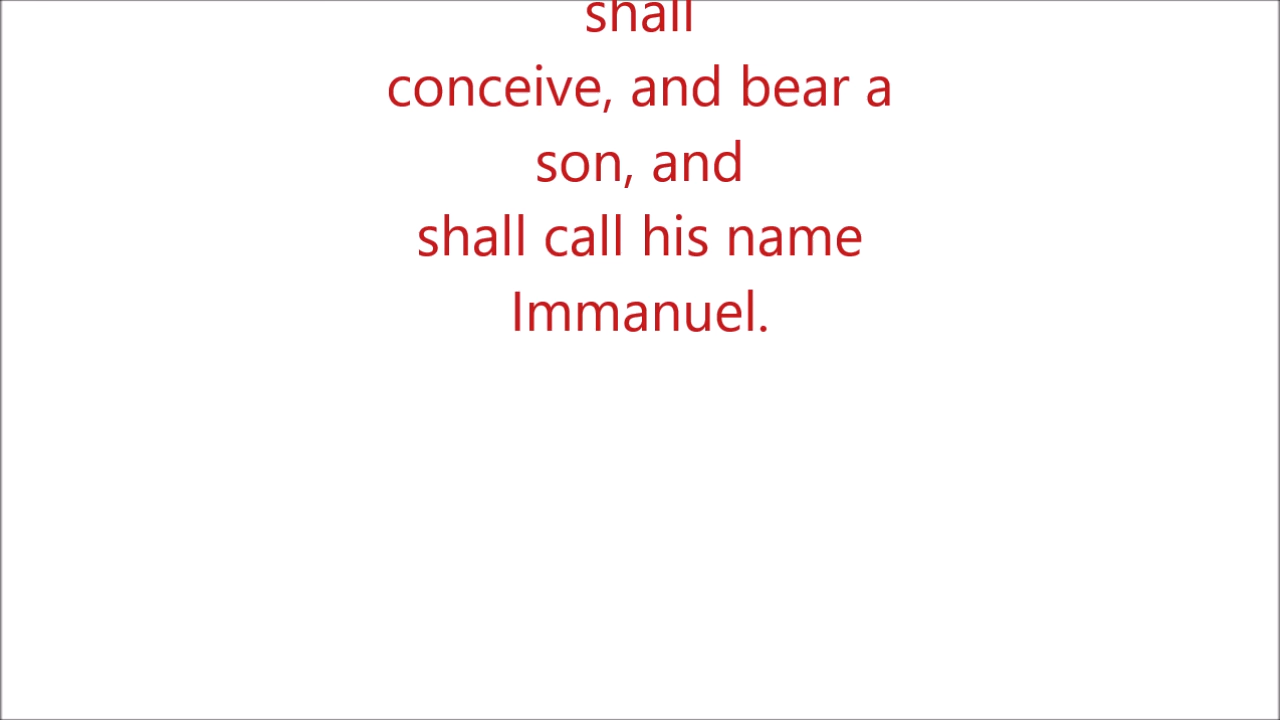 shall
conceive, and bear a
son, and
shall call his name
Immanuel.